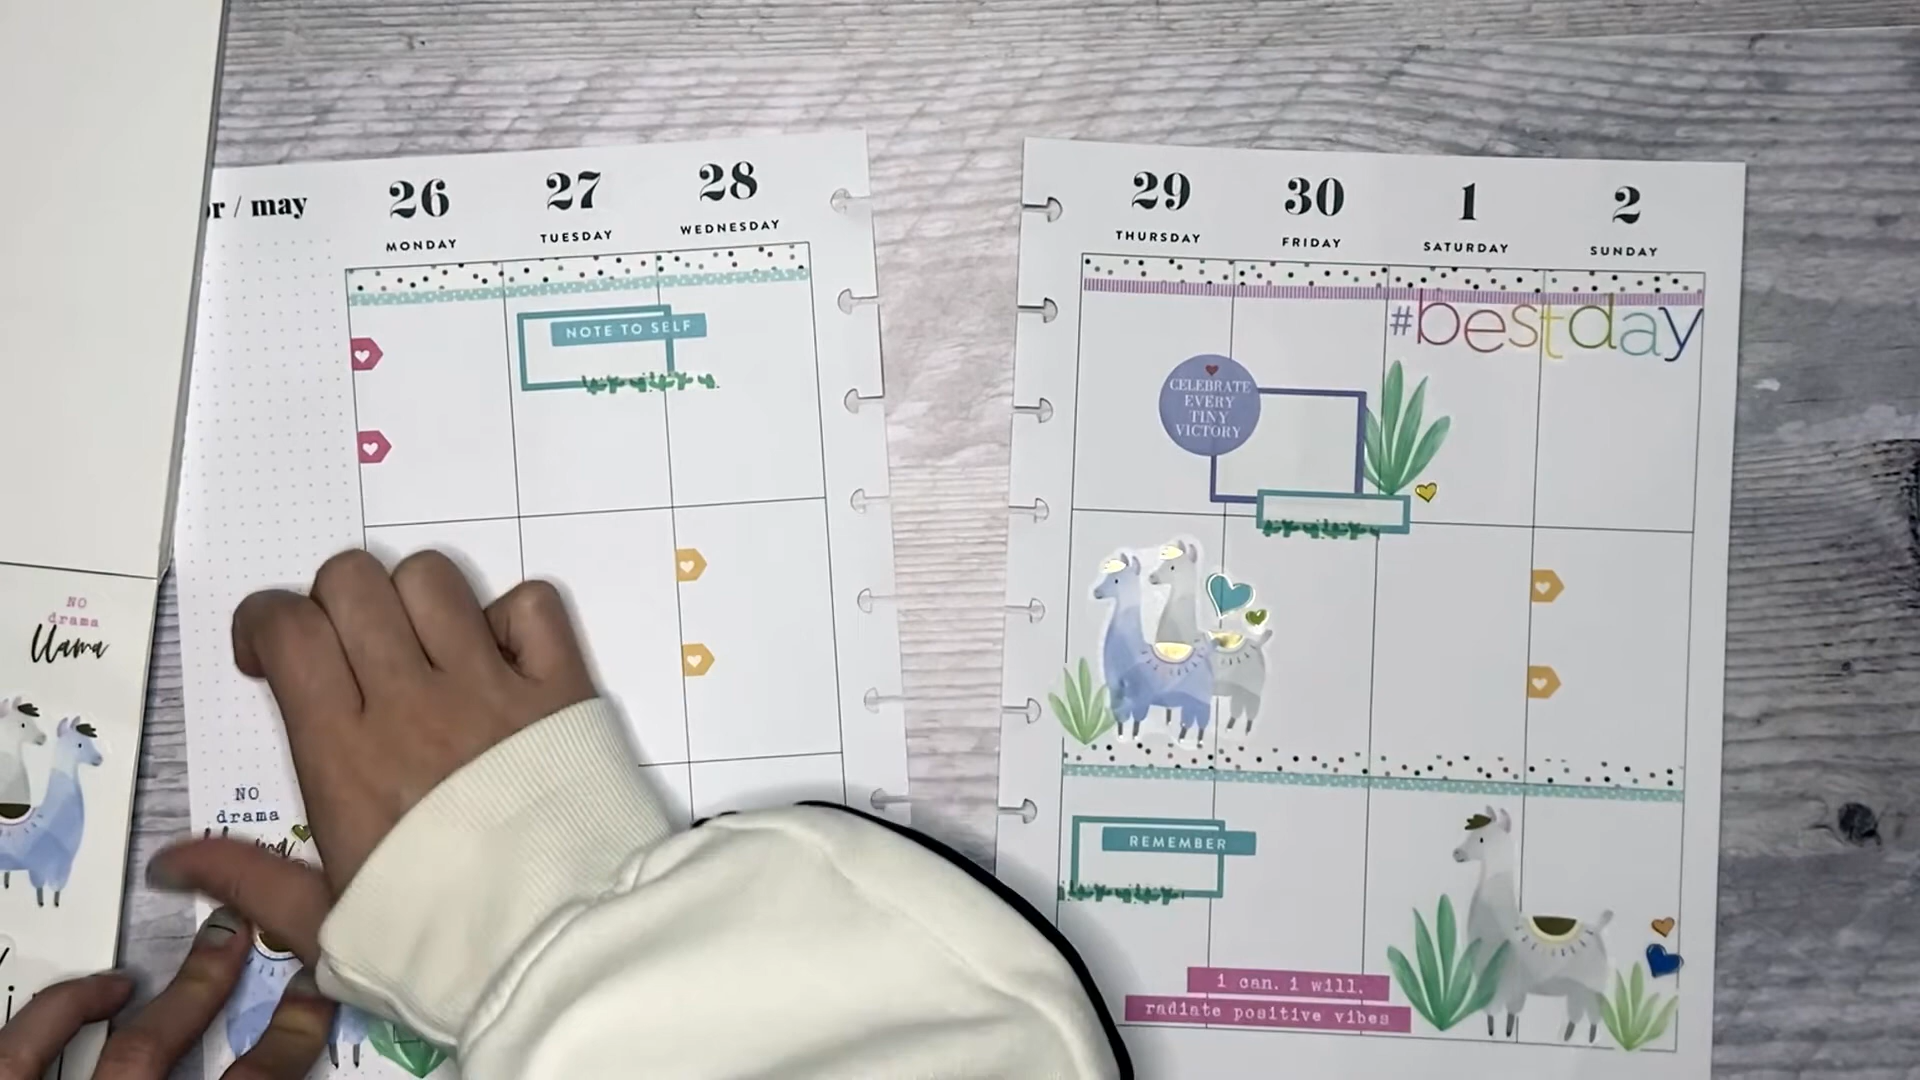 r / may
26
MONDAY
27
TUESDAY
28
WEDNESDAY
29
THURSDAY
30
FRIDAY
1
SATURDAY
2
SUNDAY
NOTE TO SELF
#bestday
CELEBRATE
EVERY
TINY
VICTORY
NO
drama
llama
NO
drama
REMEMBER
i can. i will.
radiate positive vibes